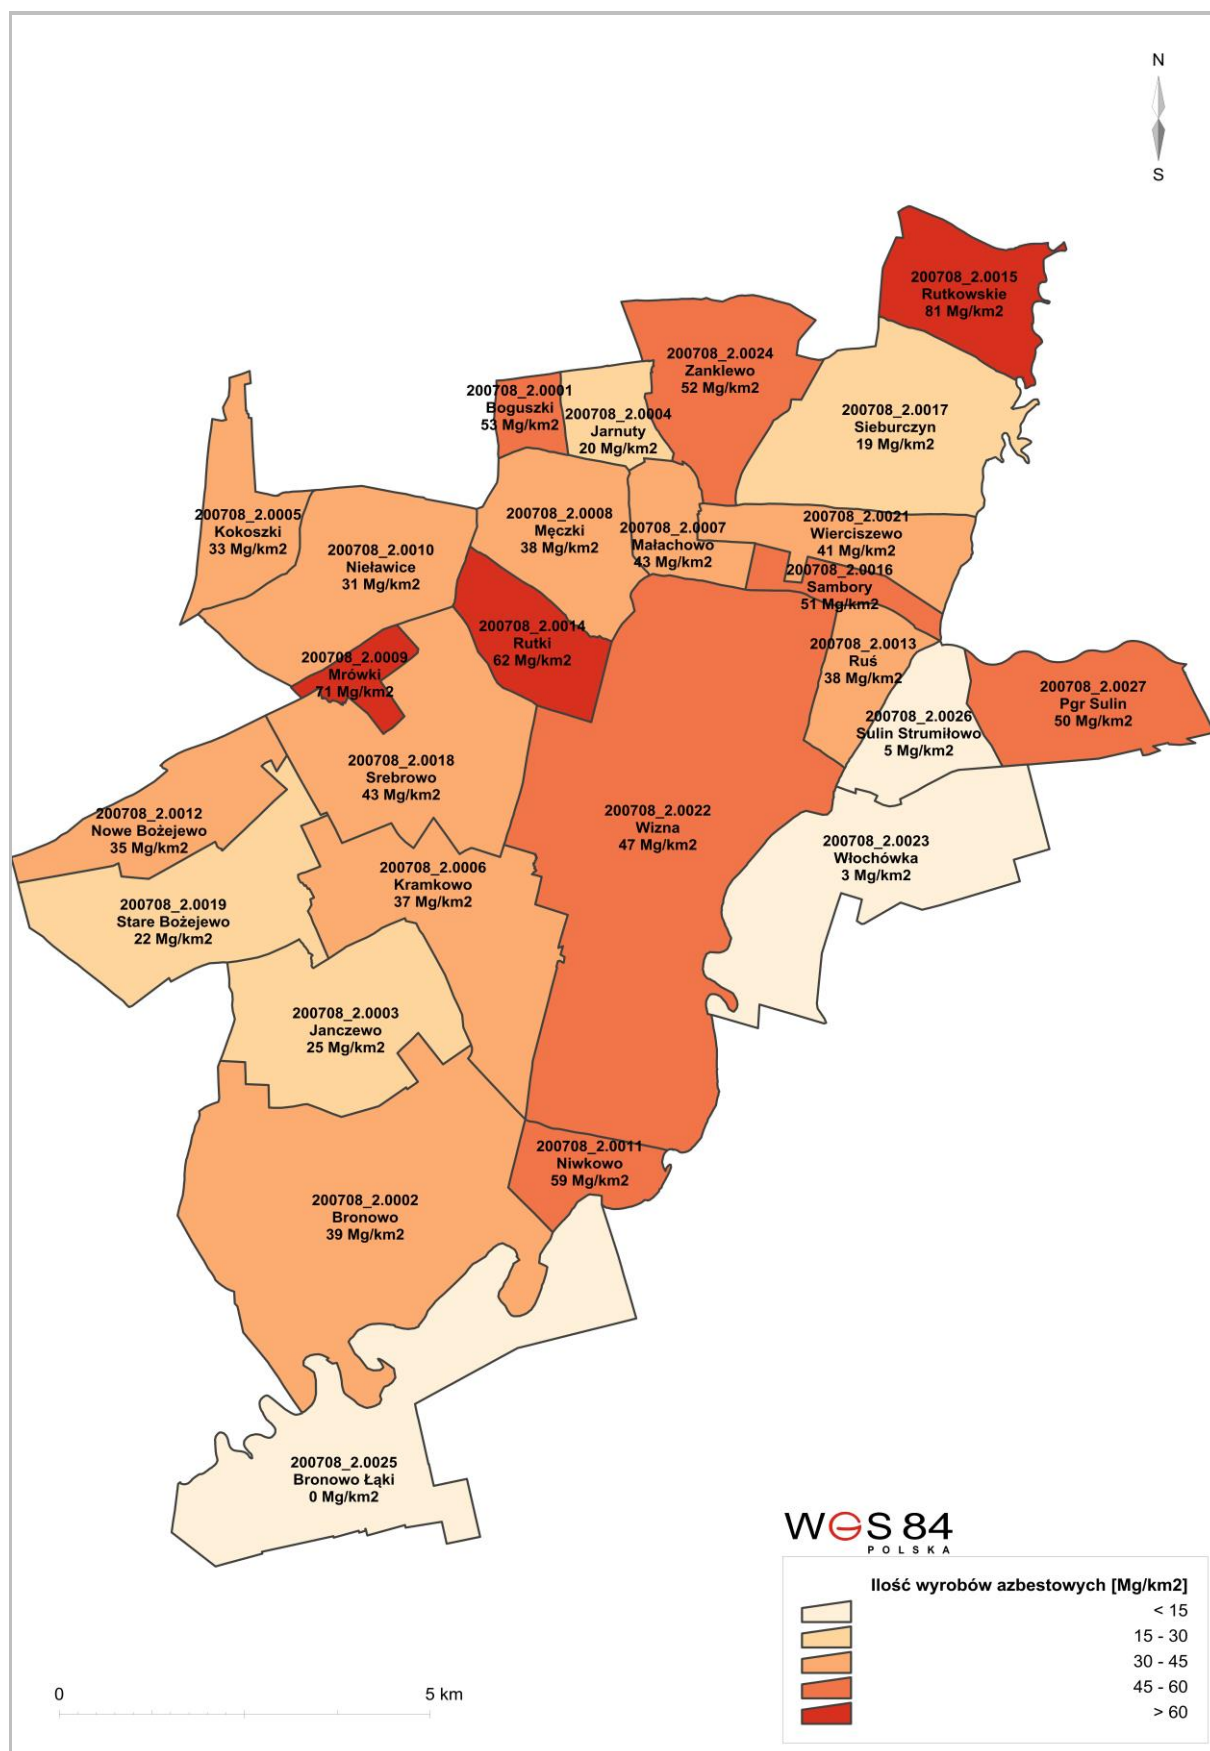 N
S
200708_2.0015
Rutkowskie
81 Mg/km2
200708_2.0024
Zanklewo
52 Mg/km2
200708_2.0001
Boguszki
53 Mg/km2
200708_2.0004
Jarnuty
20 Mg/km2
200708_2.0017
Sieburczyn
19 Mg/km2
200708_2.0005
Kokoszki
33 Mg/km2
200708_2.0010
Nieławice
31 Mg/km2
200708_2.0008
Męczki
38 Mg/km2
200708_2.0007
Małachowo
43 Mg/km2
200708_2.0021
Wierciszewo
41 Mg/km2
200708_2.0016
Sambory
51 Mg/km2
200708_2.0014
Rutki
62 Mg/km2
200708_2.0009
Mrówki
71 Mg/km2
200708_2.0013
Ruś
38 Mg/km2
200708_2.0027
Pgr Sulin
50 Mg/km2
200708_2.0026
Sulin Strumiłowo
5 Mg/km2
200708_2.0018
Srebrowo
43 Mg/km2
200708_2.0012
Nowe Bożejewo
35 Mg/km2
200708_2.0022
Wizna
47 Mg/km2
200708_2.0023
Włochówka
3 Mg/km2
200708_2.0006
Kramkowo
37 Mg/km2
200708_2.0019
Stare Bożejewo
22 Mg/km2
200708_2.0003
Janczewo
25 Mg/km2
200708_2.0011
Niwkowo
59 Mg/km2
200708_2.0002
Bronowo
39 Mg/km2
200708_2.0025
Bronowo Łąki
0 Mg/km2
WGS 84
POLSKA
Ilość wyrobów azbestowych [Mg/km2]
< 15
15 - 30
30 - 45
45 - 60
> 60
0 5 km